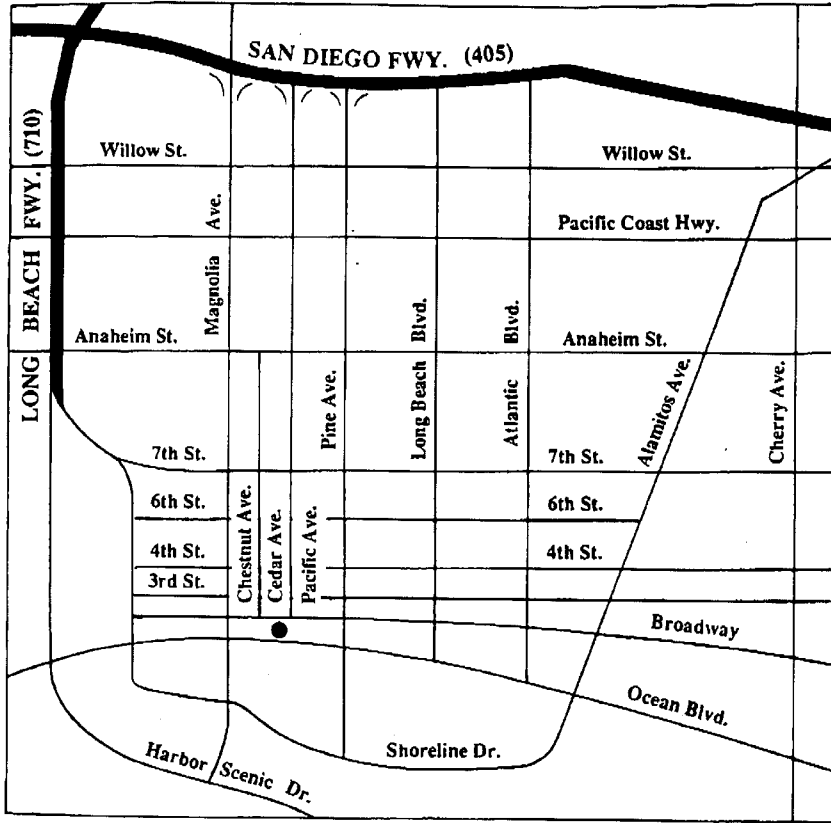 SAN DIEGO FWY. (405)
LONG BEACH FWY. (710)
Willow St.
Willow St.
Magnolia Ave.
Pacific Coast Hwy.
Anaheim St.
Long Beach Blvd.
Atlantic Blvd.
Anaheim St.
Pine Ave.
Alamitos Ave.
Cherry Ave.
7th St.
7th St.
6th St.
Chestnut Ave.
Cedar Ave.
Pacific Ave.
6th St.
4th St.
4th St.
3rd St.
Broadway
Ocean Blvd.
Shoreline Dr.
Harbor Scenic Dr.